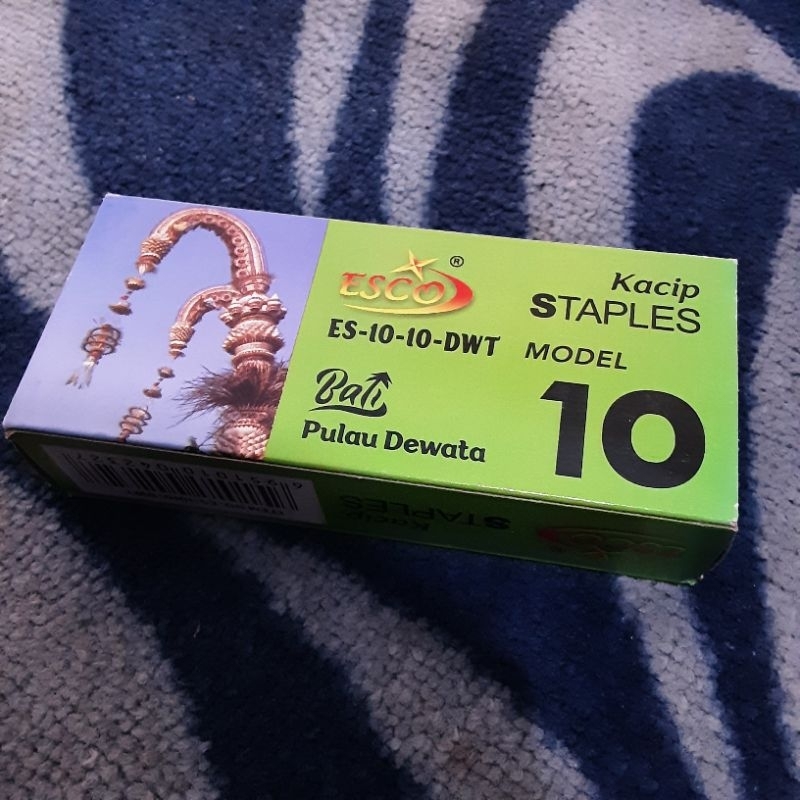 ESCO ®
ES-10-10-DWT
Bali
Pulau Dewata
Kacip
STAPLES
MODEL
10
Kacip
STAPLES